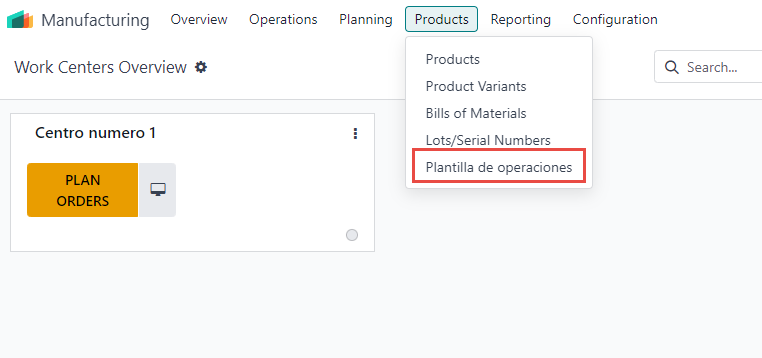 Manufacturing Overview Operations Planning Products Reporting Configuration
Work Centers Overview
Search...
Products
Product Variants
Bills of Materials
Lots/Serial Numbers
Plantilla de operaciones
Centro numero 1
PLAN
ORDERS